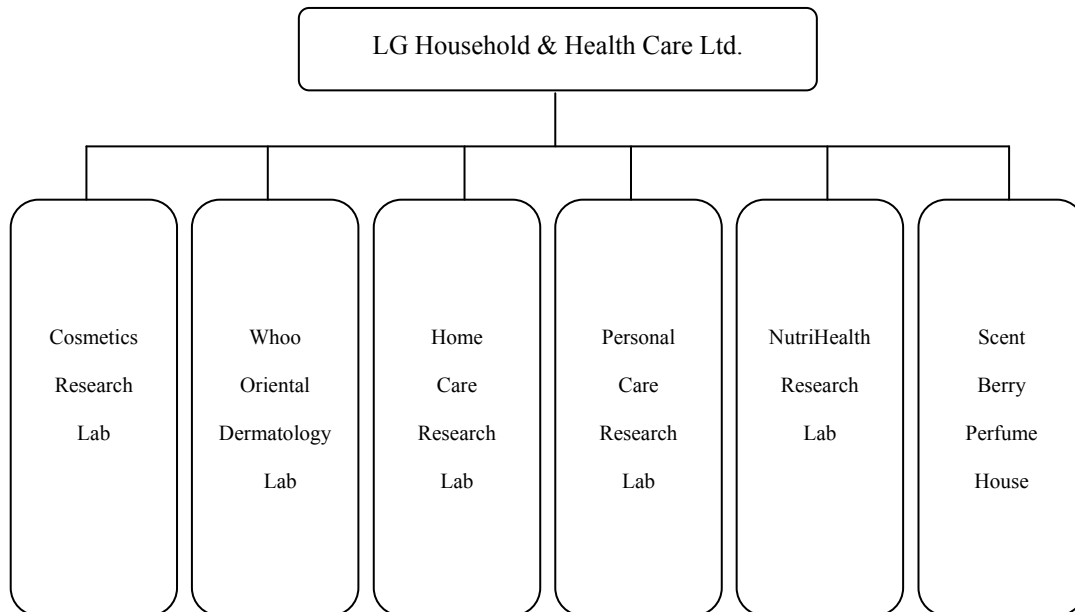 LG Household & Health Care Ltd.
Cosmetics
Research
Lab
Whoo
Oriental
Dermatology
Lab
Home
Care
Research
Lab
Personal
Care
Research
Lab
NutriHealth
Research
Lab
Scent
Berry
Perfume
House